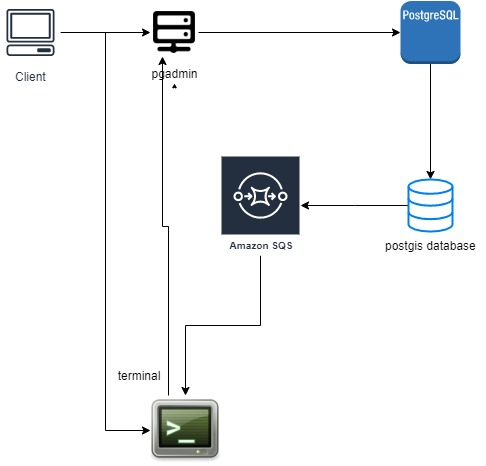 PostgreSQL
Client
pgadmin
Amazon SQS
postgis database
terminal
>_